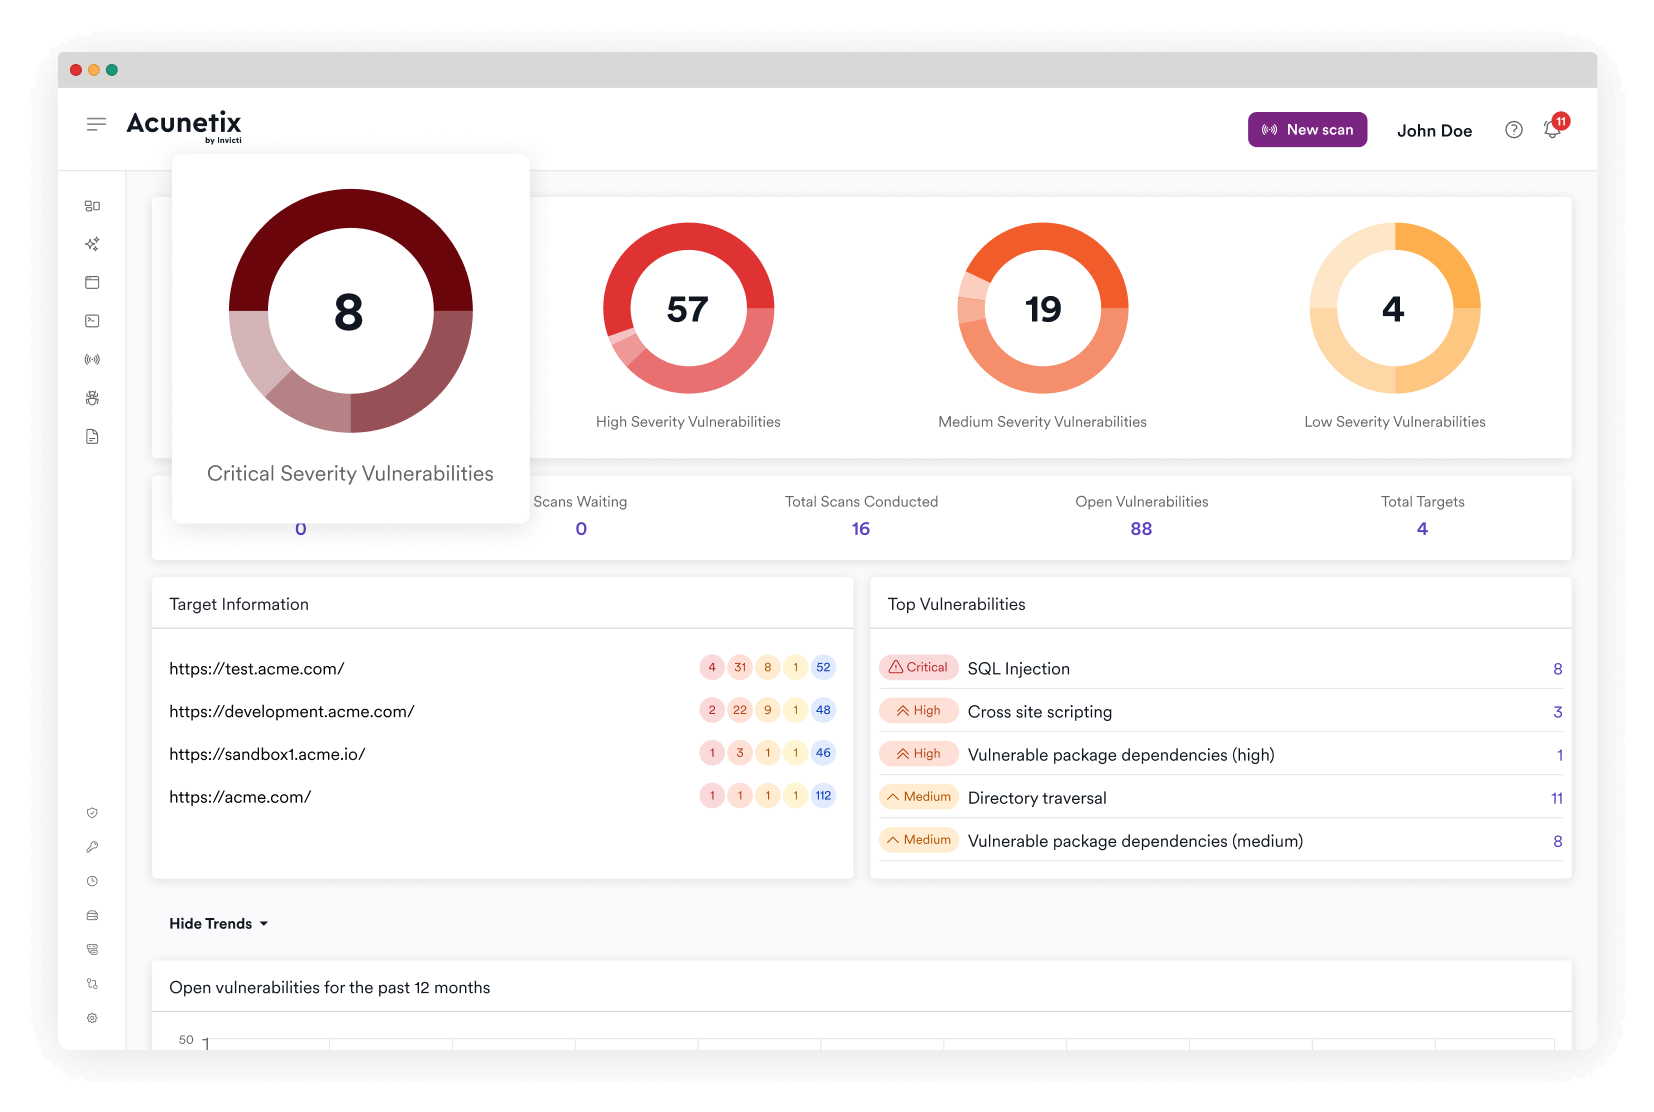 Acunetix
by Invicti
New scan
John Doe
11
8
Critical Severity Vulnerabilities
57
High Severity Vulnerabilities
19
Medium Severity Vulnerabilities
4
Low Severity Vulnerabilities
0
Scans Waiting
0
Total Scans Conducted
16
Open Vulnerabilities
88
Total Targets
4
Target Information
https://test.acme.com/ 4 31 8 1 52
https://development.acme.com/ 2 22 9 1 48
https://sandbox1.acme.io/ 1 3 1 1 46
https://acme.com/ 1 1 1 1 112
Top Vulnerabilities
Critical SQL Injection 8
High Cross site scripting 3
High Vulnerable package dependencies (high) 1
Medium Directory traversal 11
Medium Vulnerable package dependencies (medium) 8
Hide Trends
Open vulnerabilities for the past 12 months
50